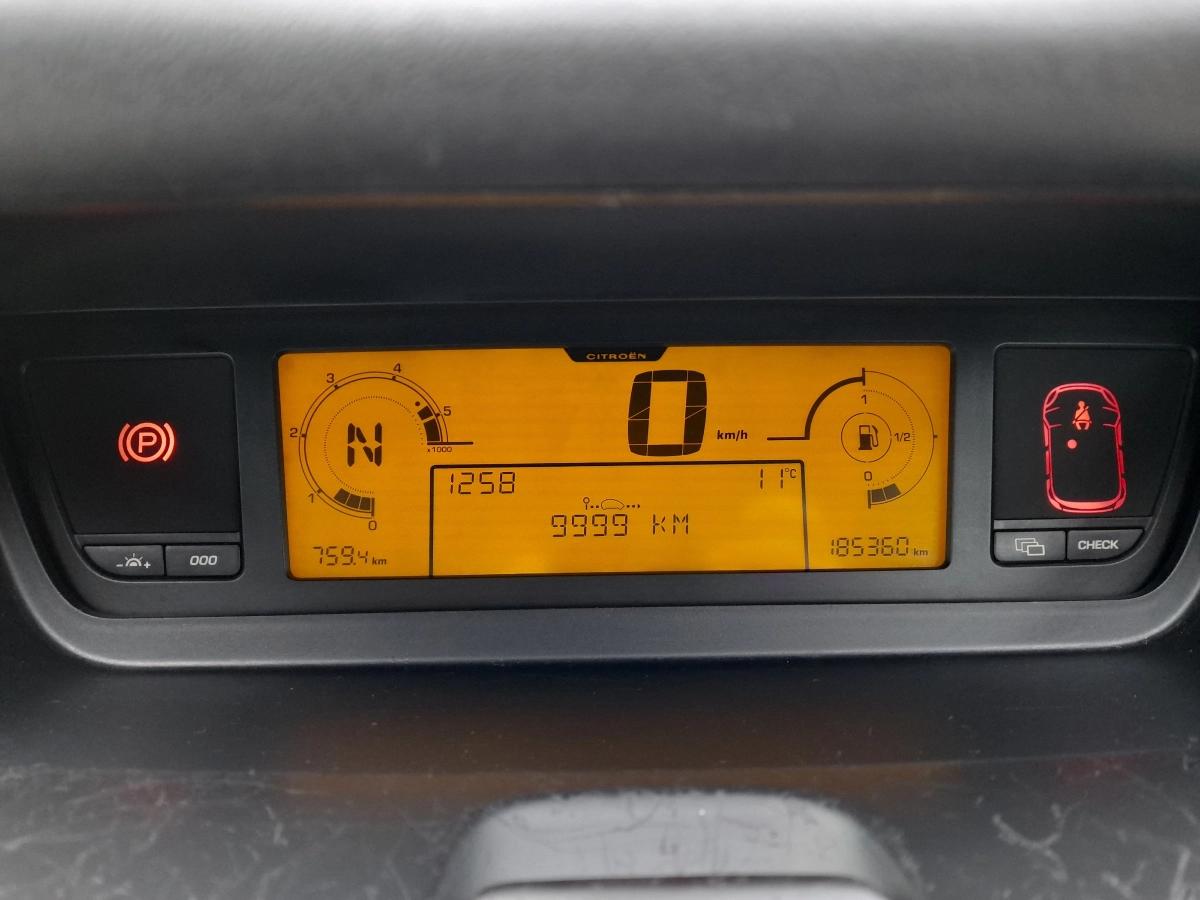 CITROËN
3
4
5
2
x1000
1
0
N
0 km/h
1
1/2
0
P
1258
11°C
9999 KM
759.4 km
185360 km
- +
000
CHECK